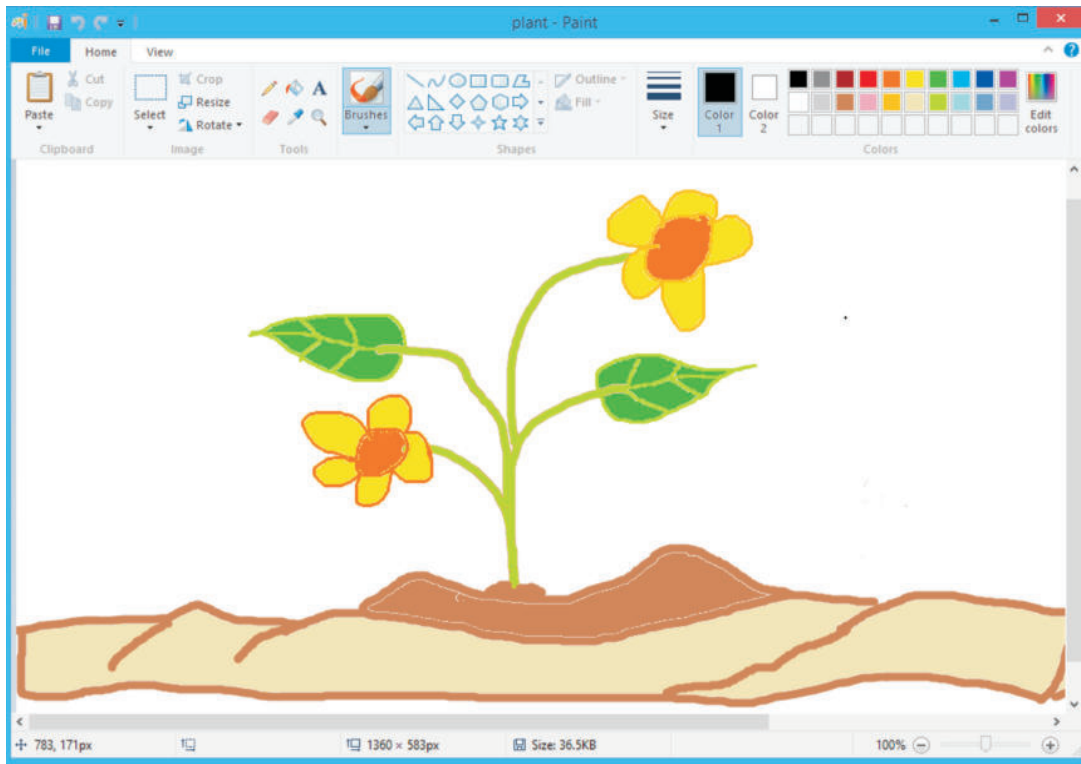 plant - Paint
File Home View
Cut
Copy
Paste
Clipboard
Crop
Resize
Rotate
Select
Image
A
Tools
Brushes
Outline
Fill
Shapes
Size
Color 1
Color 2
Edit colors
Colors
783, 171px
1360 × 583px
Size: 36.5KB
100%